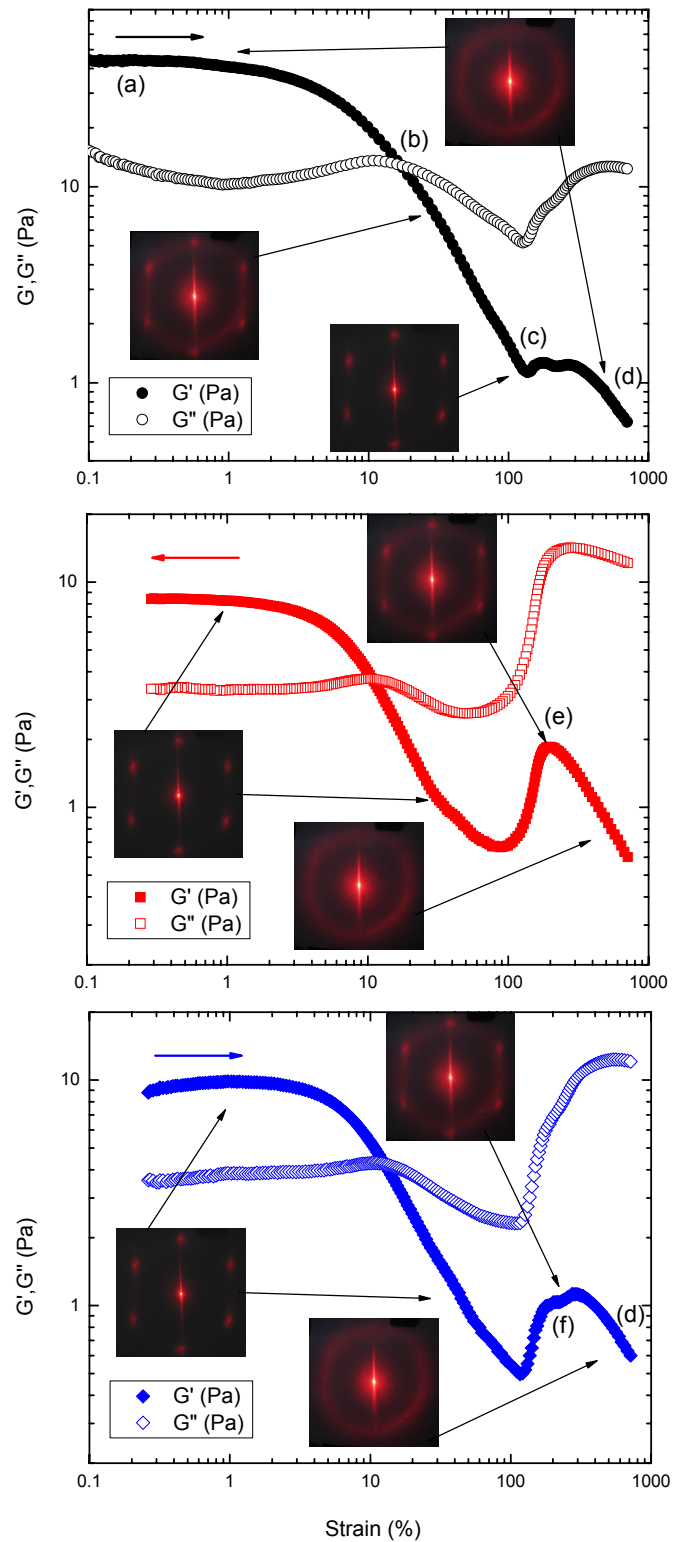 (a)
(b)
(c)
(d)
10
1
G',G'' (Pa)
G' (Pa)
G" (Pa)
0.1 1 10 100 1000
(e)
10
1
G',G'' (Pa)
G' (Pa)
G" (Pa)
0.1 1 10 100 1000
(f)
(d)
10
1
G',G'' (Pa)
G' (Pa)
G" (Pa)
0.1 1 10 100 1000
Strain (%)